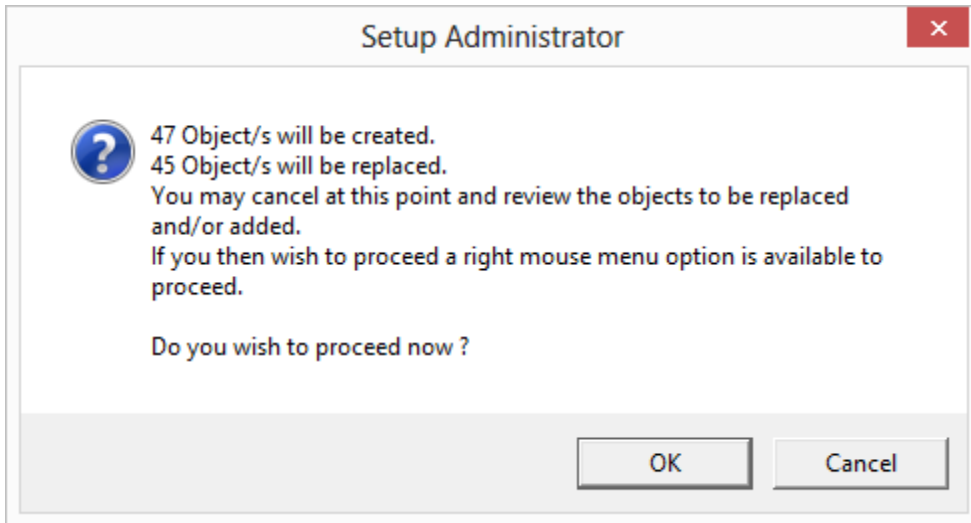 Setup Administrator
47 Object/s will be created.
45 Object/s will be replaced.
You may cancel at this point and review the objects to be replaced
and/or added.
If you then wish to proceed a right mouse menu option is available to
proceed.
Do you wish to proceed now ?
OK
Cancel